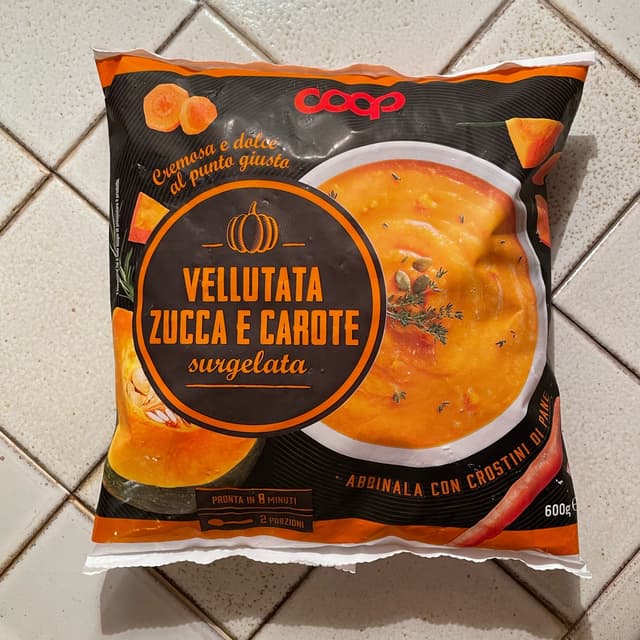 coop
Cremosa e dolce
al punto giusto
VELLUTATA
ZUCCA E CAROTE
surgelata
ABBINALA CON CROSTINI DI PANE
PRONTA IN 8 MINUTI
2 PORZIONI
600g